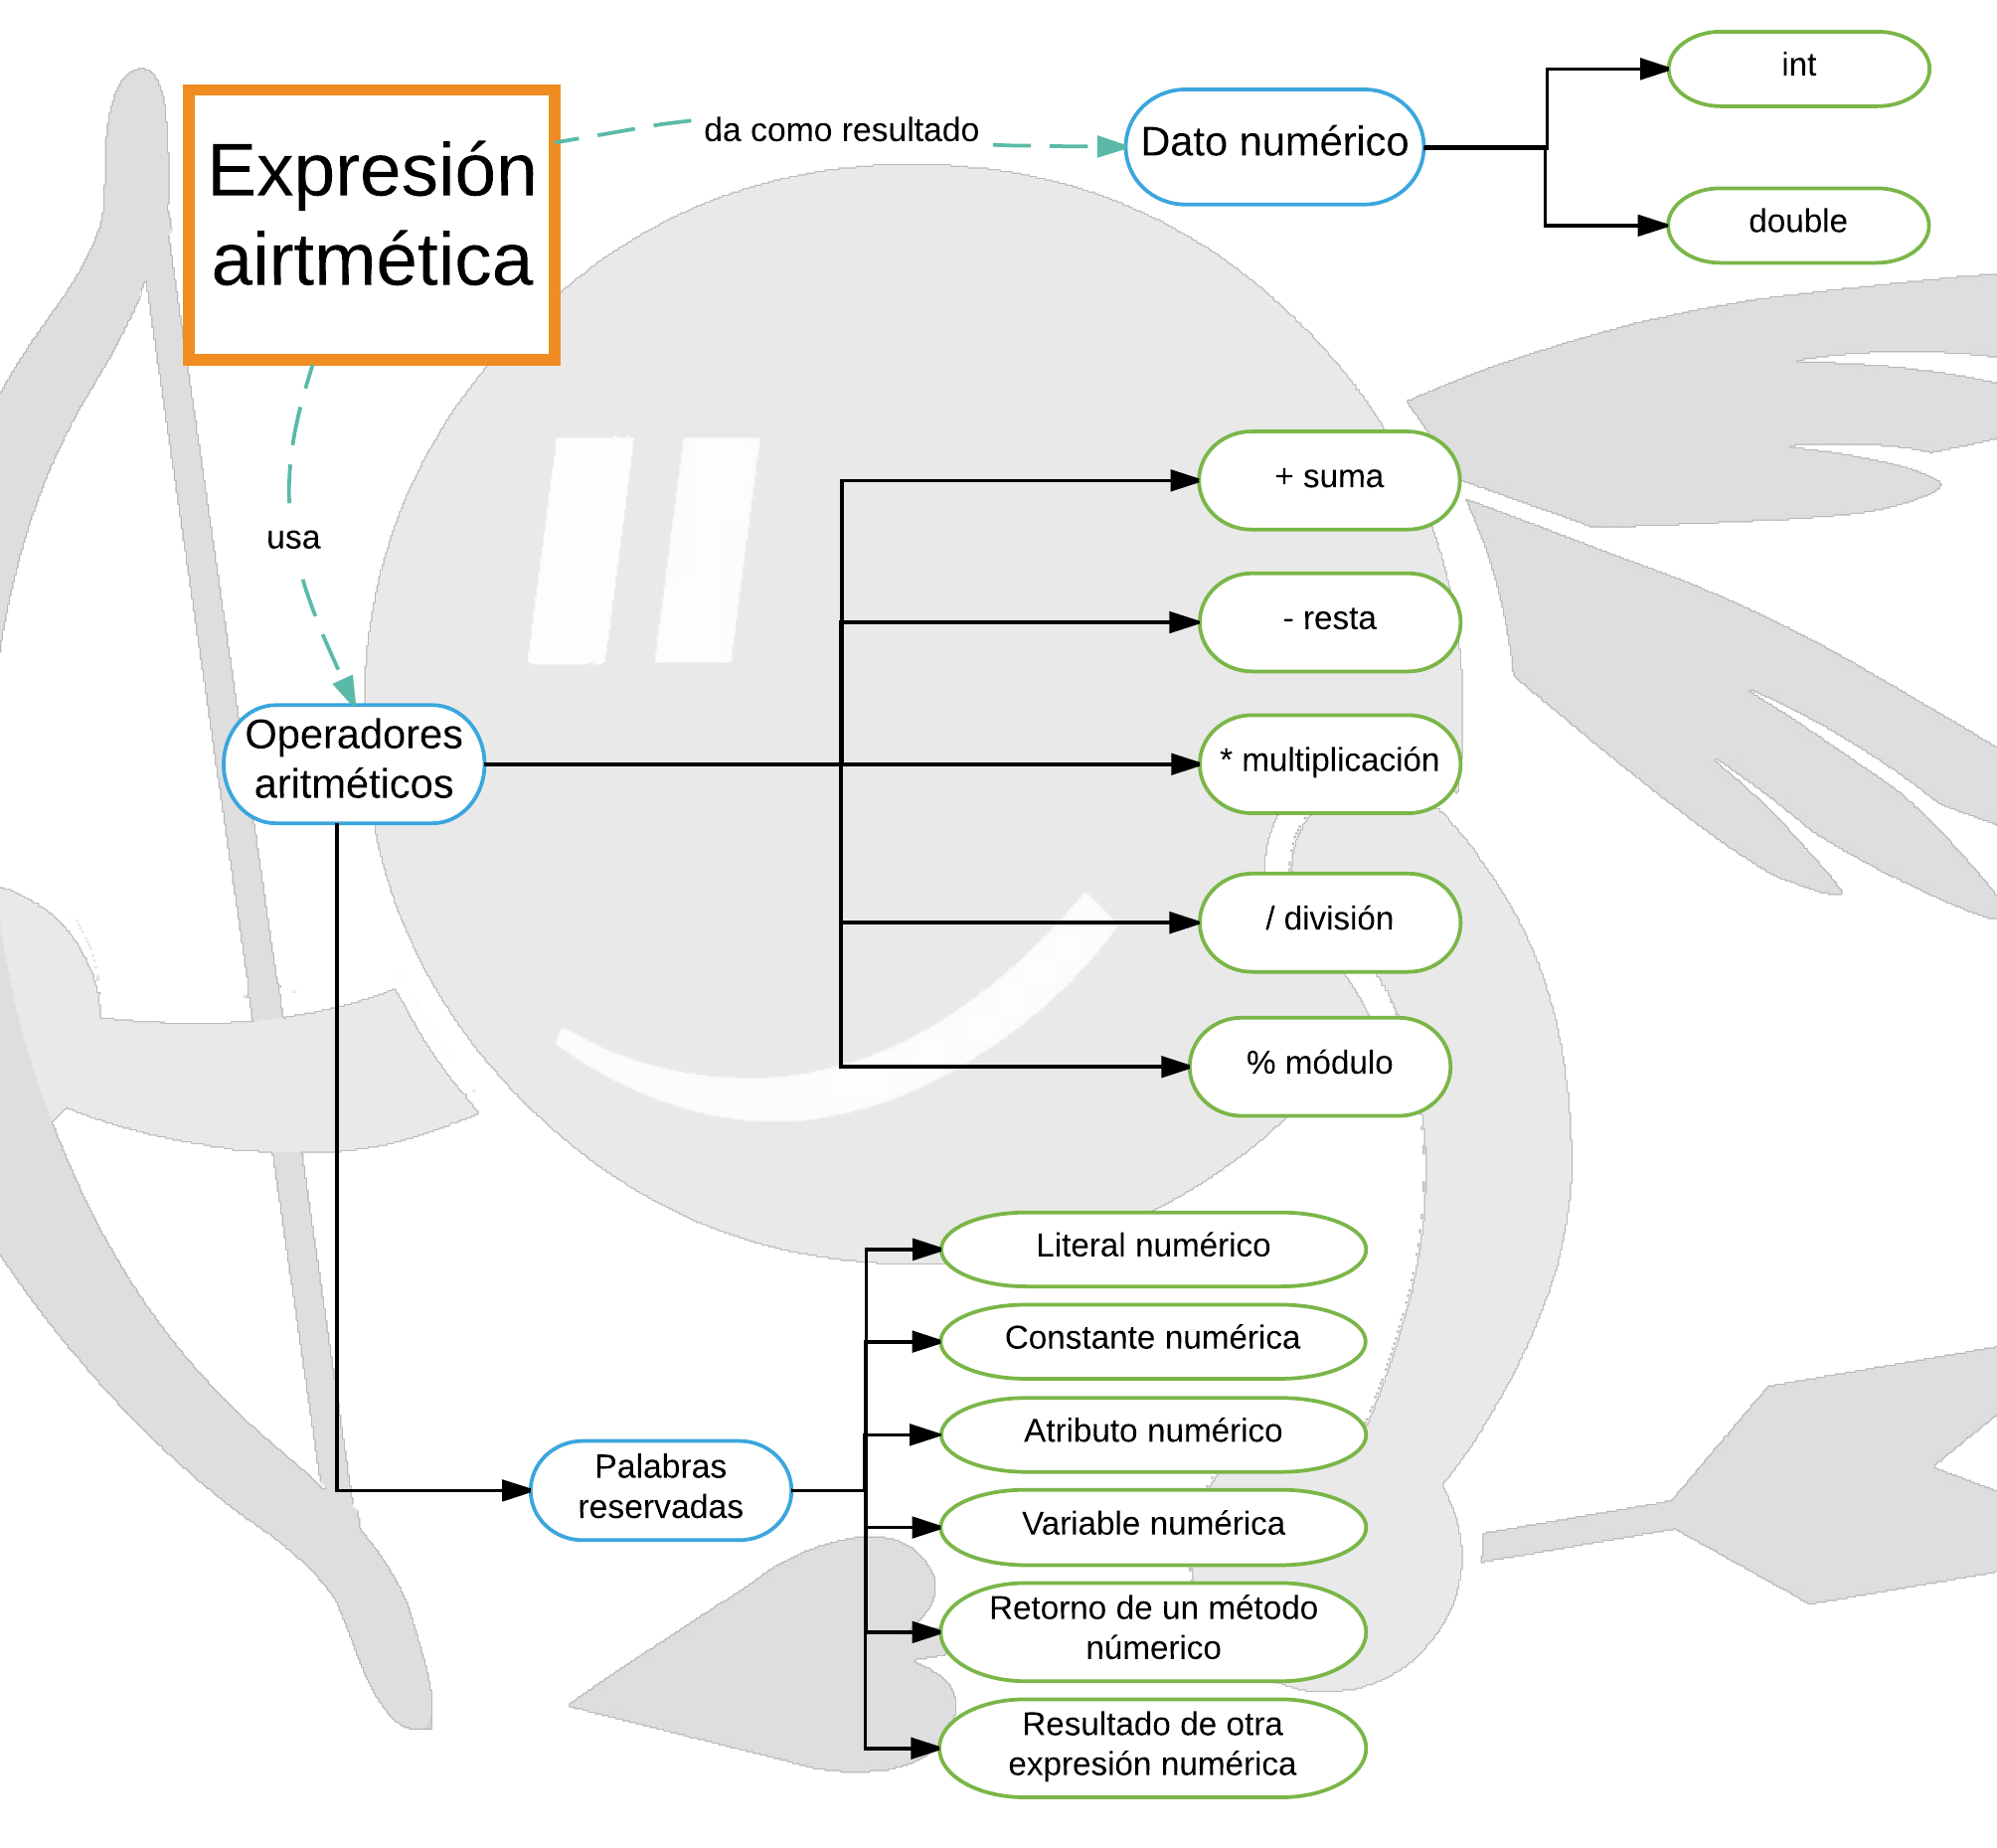 Expresión
airtmética
da como resultado
Dato numérico
int
double
usa
Operadores
aritméticos
+ suma
- resta
* multiplicación
/ división
% módulo
Palabras
reservadas
Literal numérico
Constante numérica
Atributo numérico
Variable numérica
Retorno de un método
númerico
Resultado de otra
expresión numérica